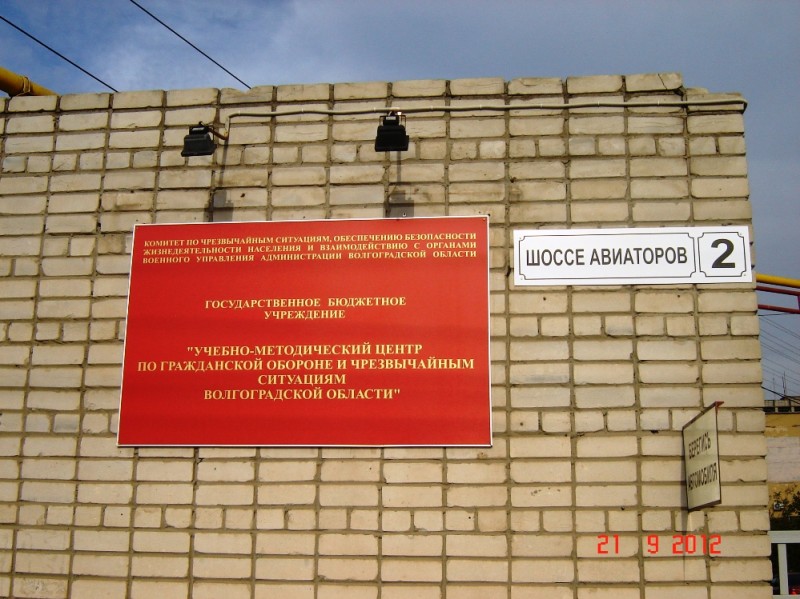 КОМИТЕТ ПО ЧРЕЗВЫЧАЙНЫМ СИТУАЦИЯМ, ОБЕСПЕЧЕНИЮ БЕЗОПАСНОСТИ
ЖИЗНЕДЕЯТЕЛЬНОСТИ НАСЕЛЕНИЯ И ВЗАИМОДЕЙСТВИЮ С ОРГАНАМИ
ВОЕННОГО УПРАВЛЕНИЯ АДМИНИСТРАЦИИ ВОЛГОГРАДСКОЙ ОБЛАСТИ
ГОСУДАРСТВЕННОЕ БЮДЖЕТНОЕ
УЧРЕЖДЕНИЕ
"УЧЕБНО-МЕТОДИЧЕСКИЙ ЦЕНТР
ПО ГРАЖДАНСКОЙ ОБОРОНЕ И ЧРЕЗВЫЧАЙНЫМ
СИТУАЦИЯМ
ВОЛГОГРАДСКОЙ ОБЛАСТИ"
ШОССЕ АВИАТОРОВ 2
БЕРЕГИСЬ
АВТОМОБИЛЯ
21 9 2012